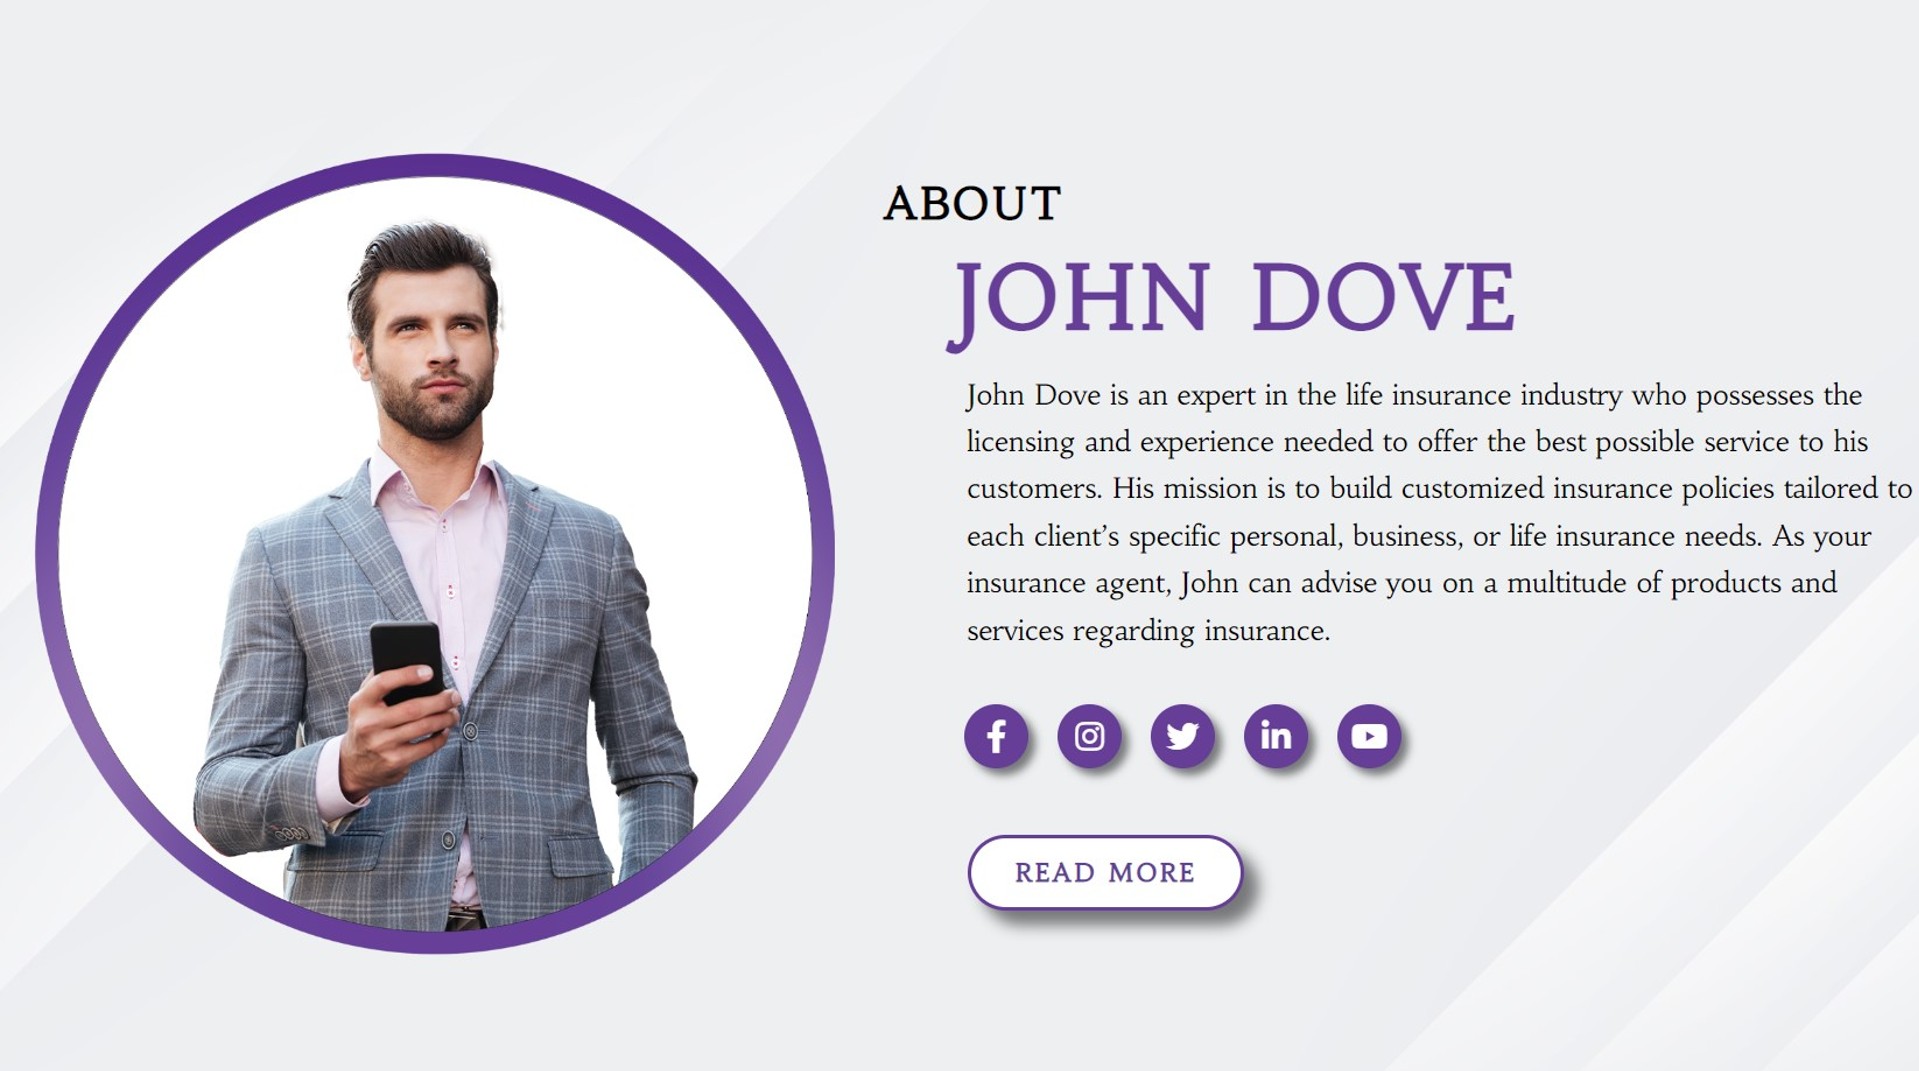 ABOUT
JOHN DOVE
John Dove is an expert in the life insurance industry who possesses the
licensing and experience needed to offer the best possible service to his
customers. His mission is to build customized insurance policies tailored to
each client’s specific personal, business, or life insurance needs. As your
insurance agent, John can advise you on a multitude of products and
services regarding insurance.
READ MORE